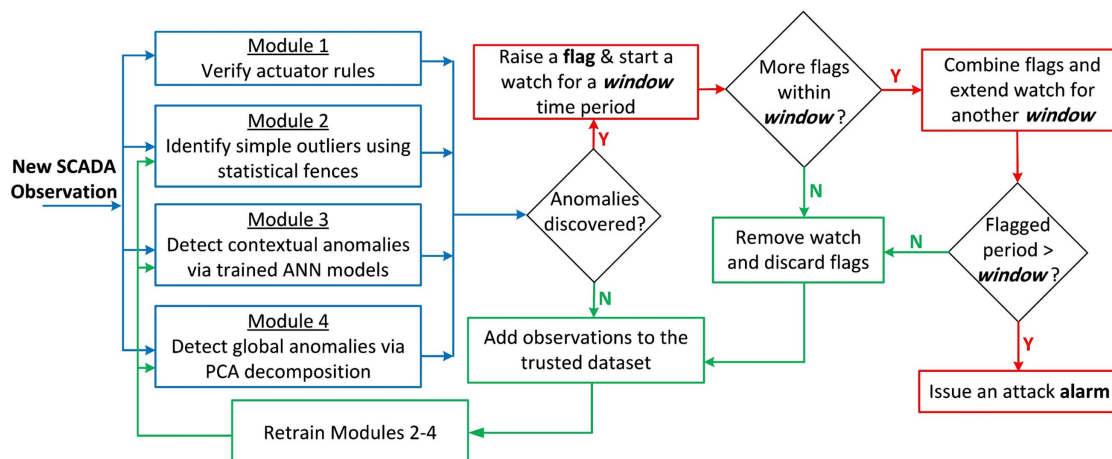 New SCADA
Observation
Module 1
Verify actuator rules
Module 2
Identify simple outliers using
statistical fences
Module 3
Detect contextual anomalies
via trained ANN models
Module 4
Detect global anomalies via
PCA decomposition
Anomalies
discovered?
Y
N
Raise a flag & start a
watch for a window
time period
More flags
within
window ?
Y
N
Combine flags and
extend watch for
another window
Flagged
period >
window ?
N
Y
Remove watch
and discard flags
Issue an attack alarm
Add observations to the
trusted dataset
Retrain Modules 2-4